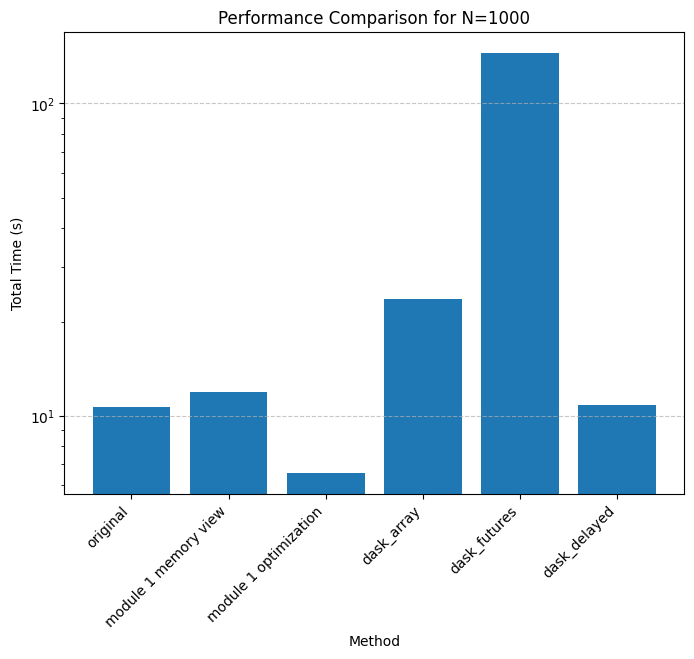 Performance Comparison for N=1000
Total Time (s)
10²
10¹
original
module 1 memory view
module 1 optimization
dask_array
dask_futures
dask_delayed
Method